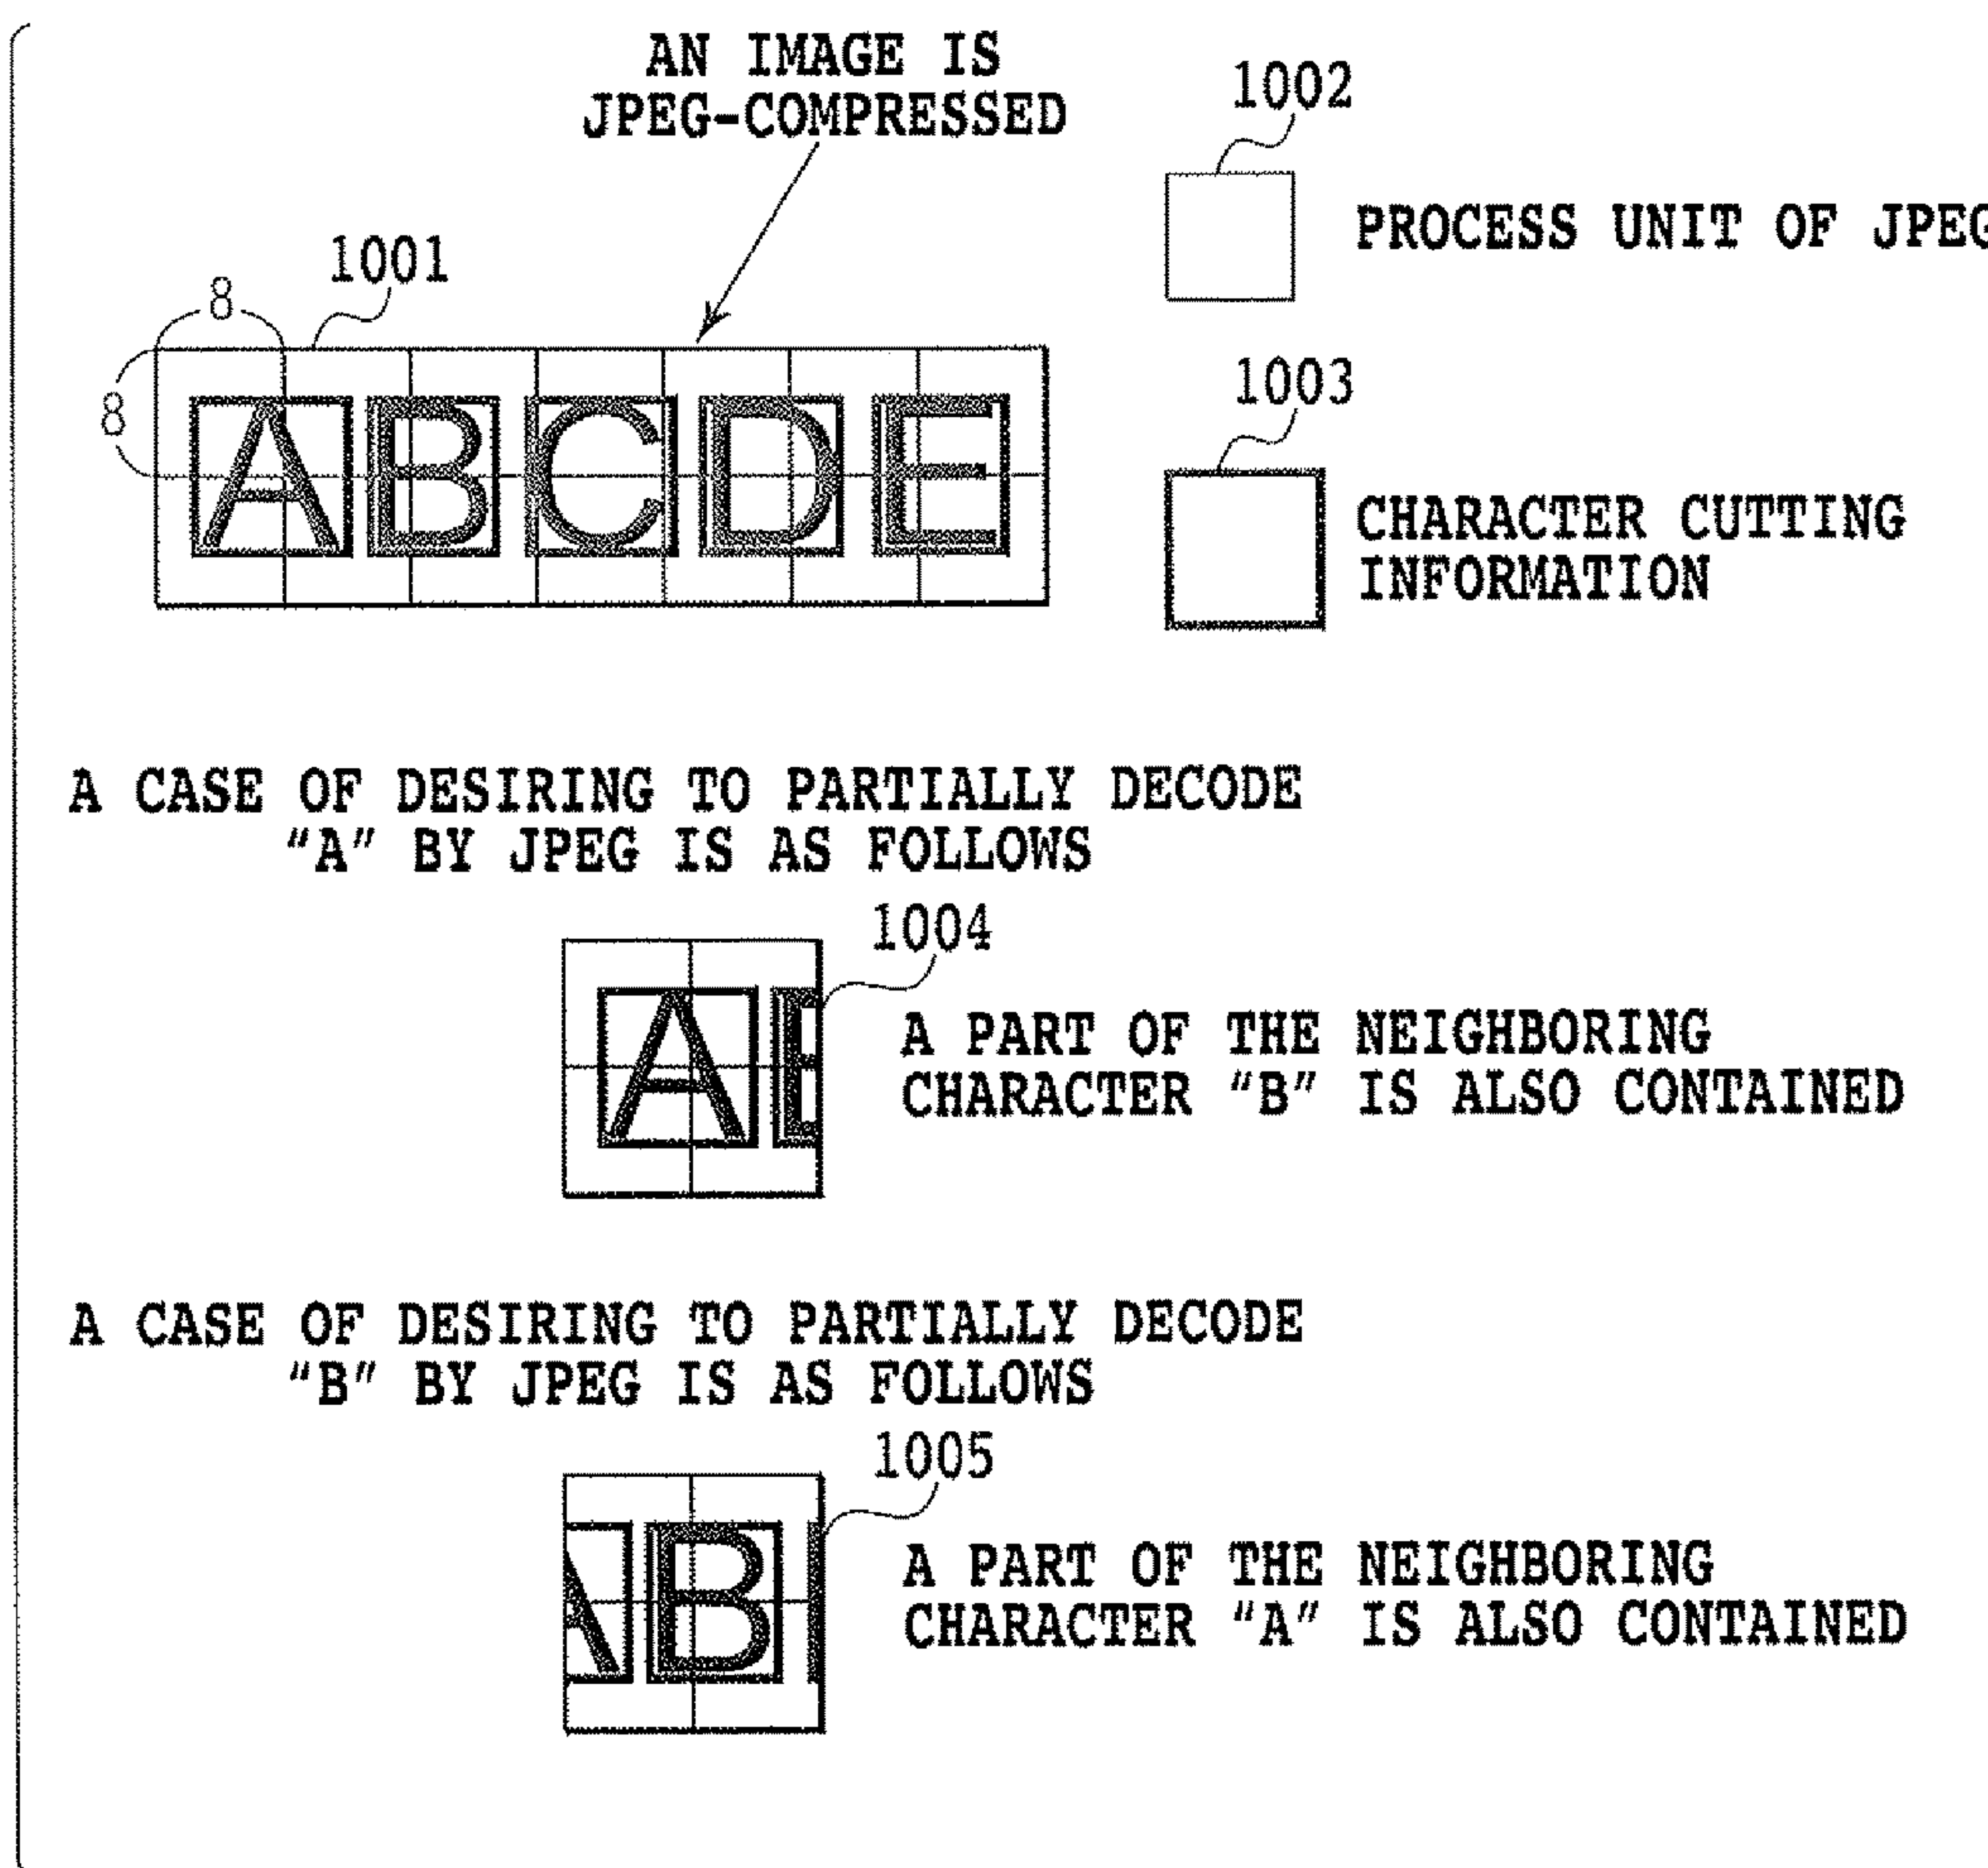 AN IMAGE IS
JPEG-COMPRESSED
1002
PROCESS UNIT OF JPEG
1001
8
8
ABCDE
1003
CHARACTER CUTTING
INFORMATION
A CASE OF DESIRING TO PARTIALLY DECODE
"A" BY JPEG IS AS FOLLOWS
1004
A
A PART OF THE NEIGHBORING
CHARACTER "B" IS ALSO CONTAINED
A CASE OF DESIRING TO PARTIALLY DECODE
"B" BY JPEG IS AS FOLLOWS
1005
B
A PART OF THE NEIGHBORING
CHARACTER "A" IS ALSO CONTAINED